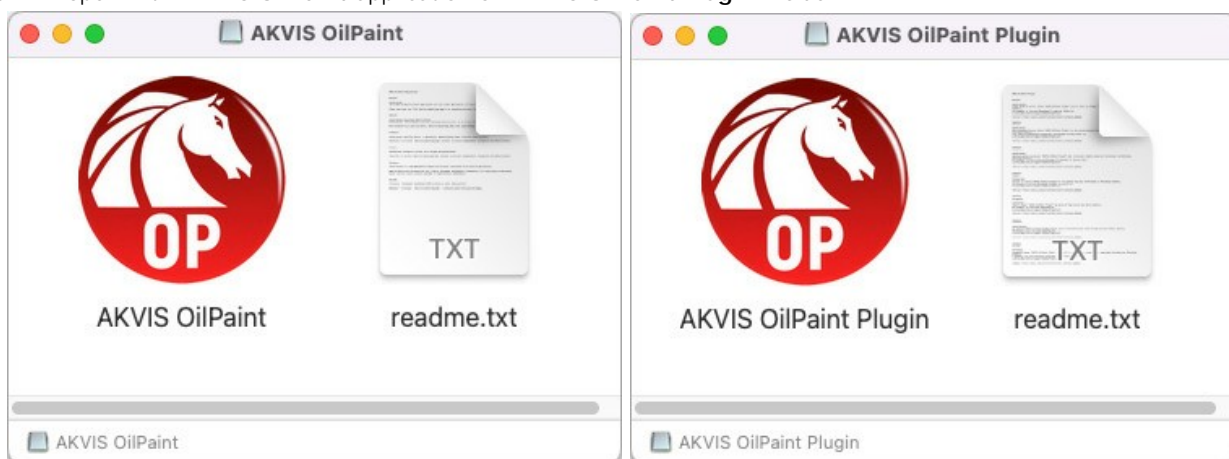 AKVIS OilPaint
OP
TXT
AKVIS OilPaint
readme.txt
AKVIS OilPaint
AKVIS OilPaint Plugin
OP
TXT
AKVIS OilPaint Plugin
readme.txt
AKVIS OilPaint Plugin